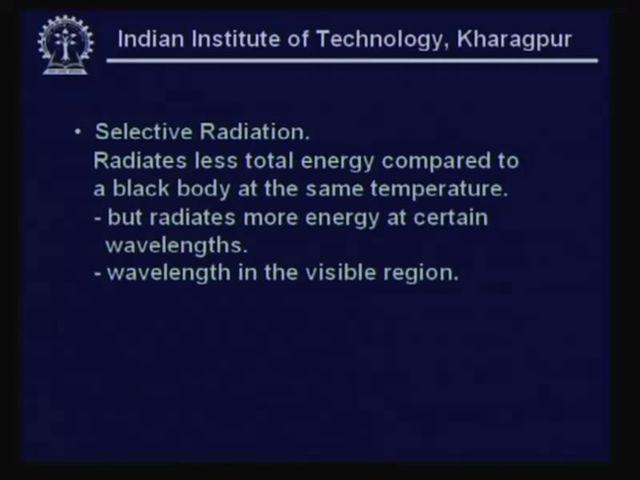 Indian Institute of Technology, Kharagpur
• Selective Radiation.
Radiates less total energy compared to
a black body at the same temperature.
- but radiates more energy at certain
wavelengths.
- wavelength in the visible region.